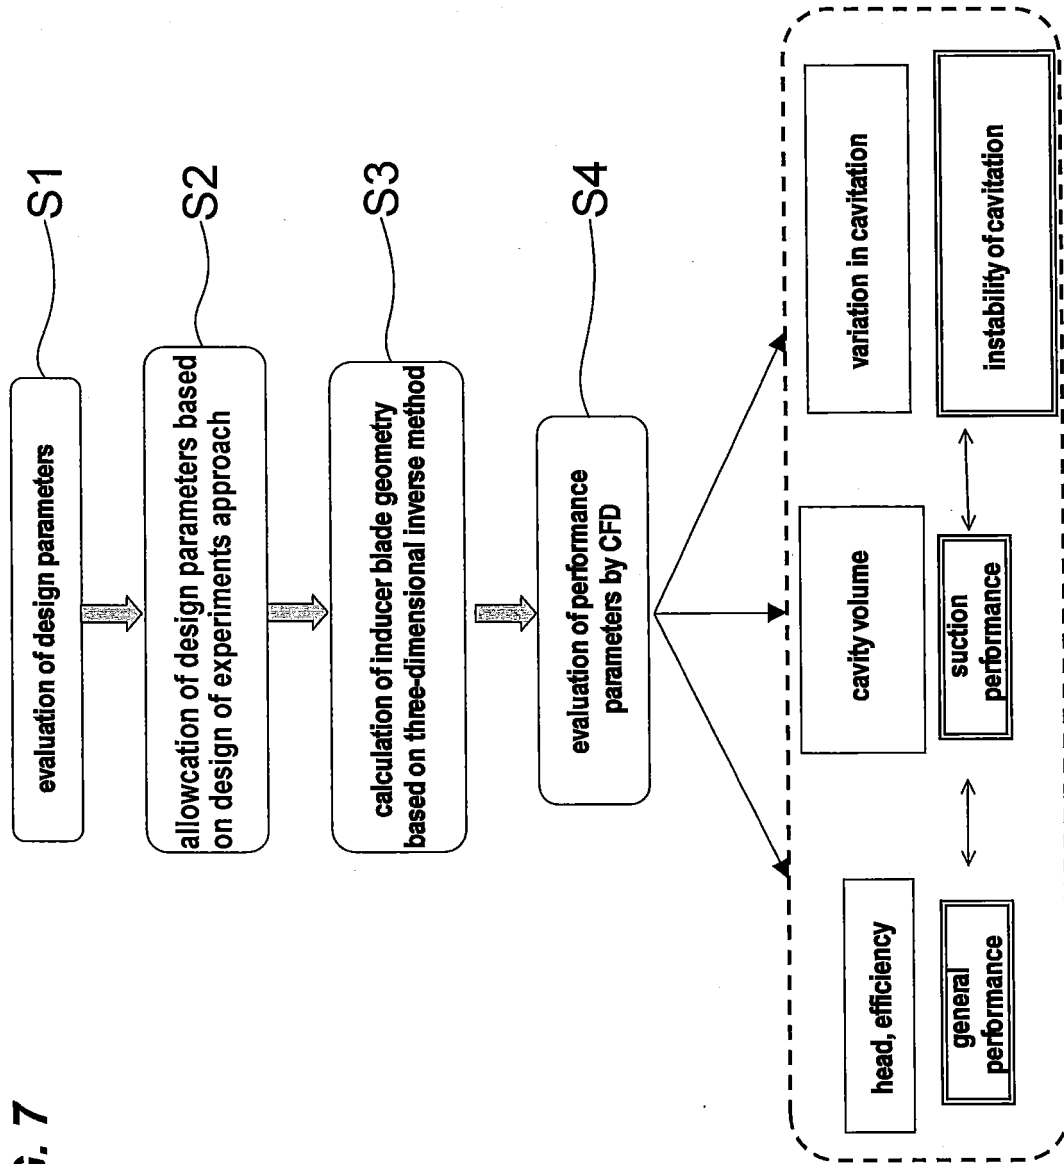 G. 7
evaluation of design parameters
S1
allowcation of design parameters based
on design of experiments approach
S2
calculation of inducer blade geometry
based on three-dimensional inverse method
S3
evaluation of performance
parameters by CFD
S4
head, efficiency
cavity volume
variation in cavitation
general
performance
suction
performance
instability of cavitation